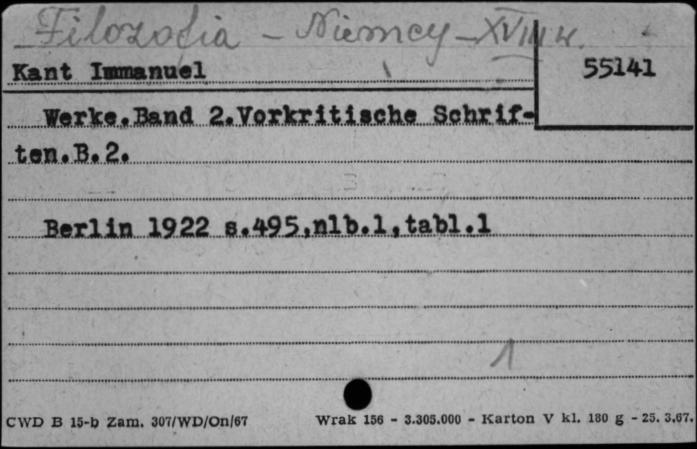 Filozofia - Niemcy - XVIII w.
Kant Immanuel
55141
Werke.Band 2.Vorkritische Schrif-
ten.B.2.
Berlin 1922 s.495,nlb.1,tabl.1
1
CWD B 15-b Zam. 307/WD/On/67 Wrak 156 - 3.305.000 - Karton V kl. 180 g - 25. 3.67.